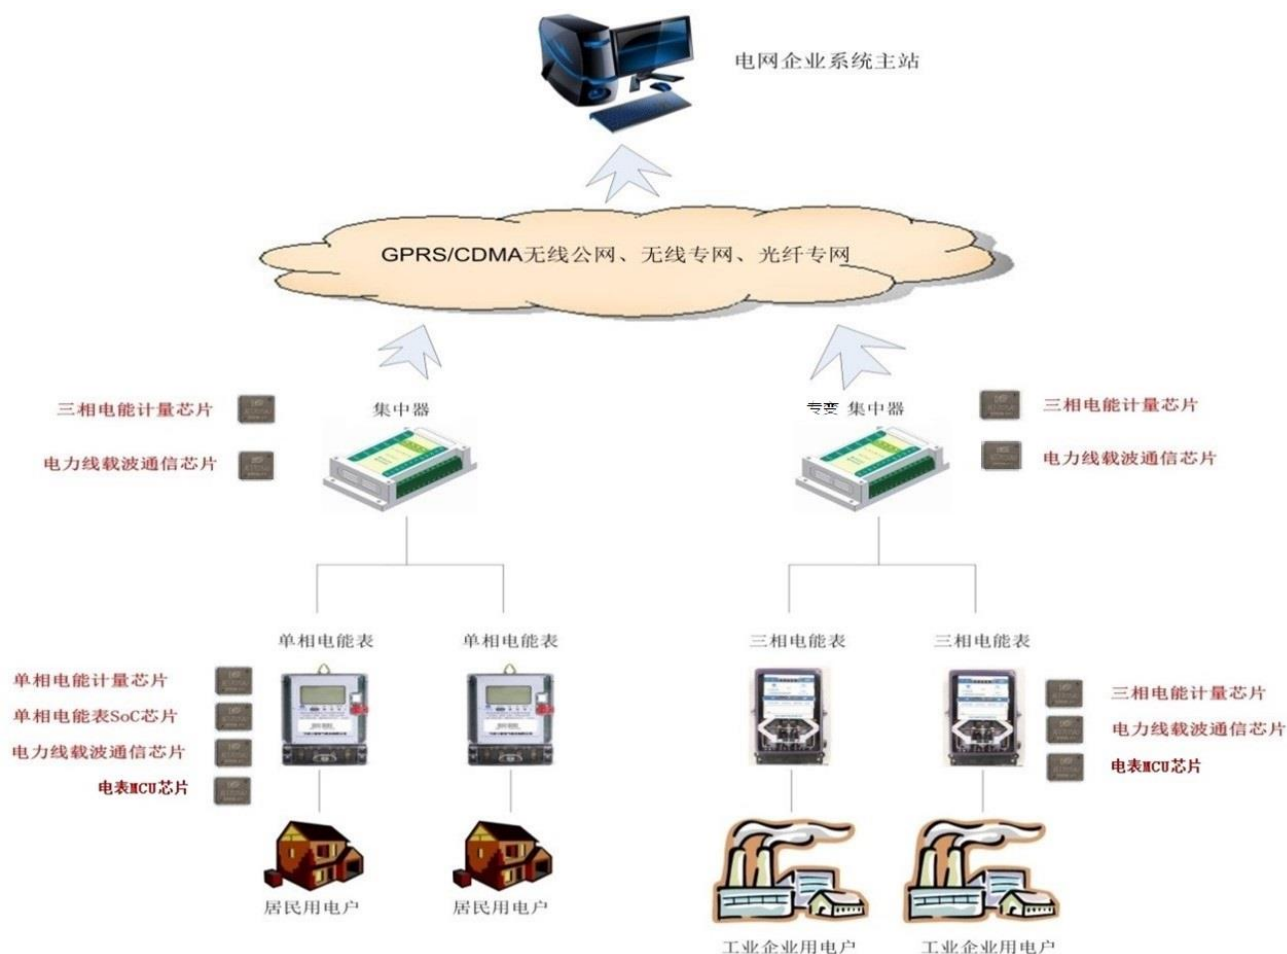 电网企业系统主站
GPRS/CDMA无线公网、无线专网、光纤专网
三相电能计量芯片
集中器
专变 集中器
三相电能计量芯片
电力线载波通信芯片
电力线载波通信芯片
单相电能表
单相电能表
三相电能表
三相电能表
单相电能计量芯片
单相电能表SoC芯片
电力线载波通信芯片
电表MCU芯片
三相电能计量芯片
电力线载波通信芯片
电表MCU芯片
居民用电户
居民用电户
工业企业用电户
工业企业用电户